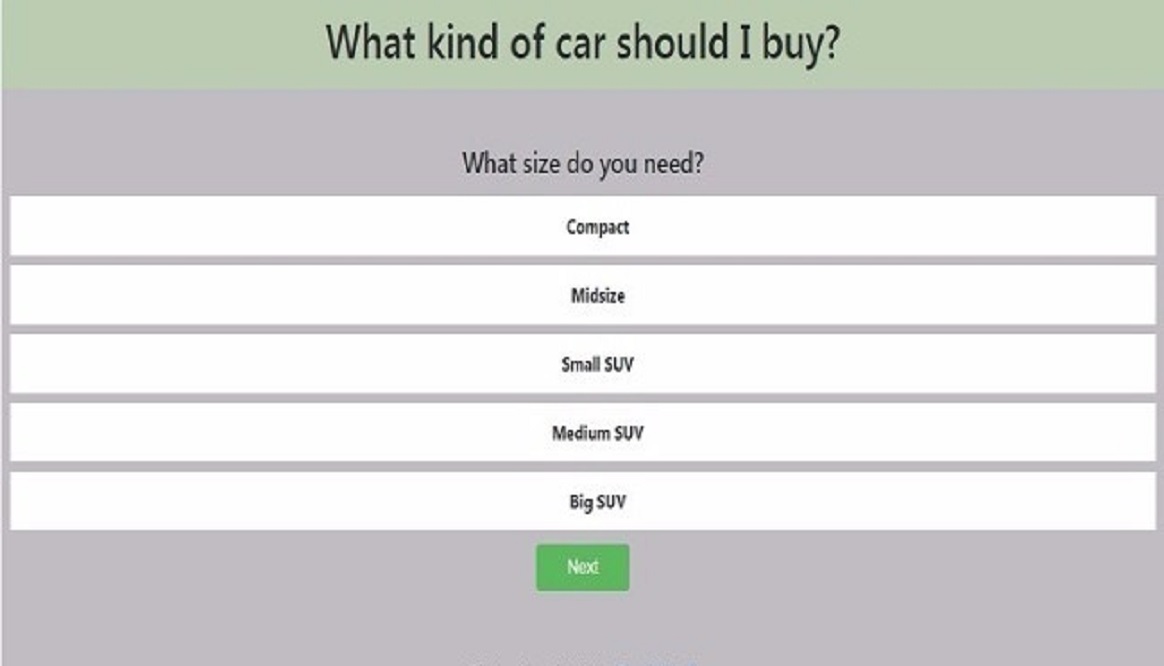 What kind of car should I buy?
What size do you need?
Compact
Midsize
Small SUV
Medium SUV
Big SUV
Next